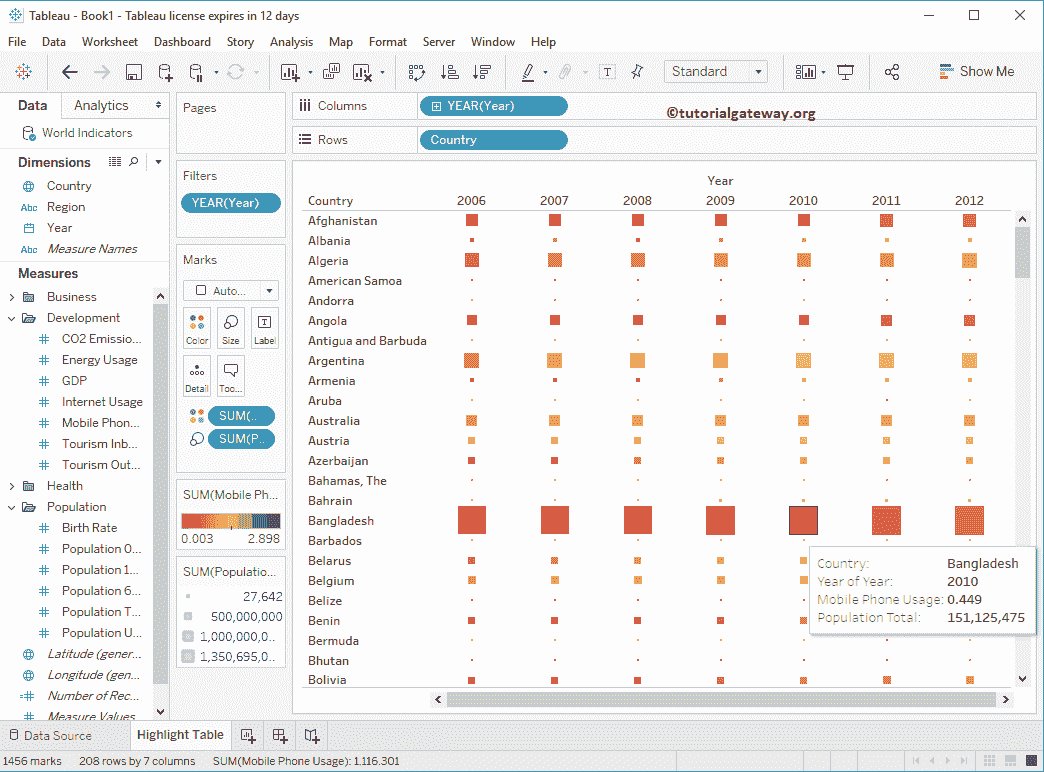 Tableau - Book1 - Tableau license expires in 12 days
File Data Worksheet Dashboard Story Analysis Map Format Server Window Help
Standard
Show Me
Data Analytics
World Indicators
Dimensions
Country
Abc Region
Year
Abc Measure Names
Measures
Business
Development
CO2 Emissio...
Energy Usage
GDP
Internet Usage
Mobile Phon...
Tourism Inb...
Tourism Out...
Health
Population
Birth Rate
Population 0...
Population 1...
Population 6...
Population T...
Population U...
Latitude (gener...
Longitude (gen...
Number of Rec...
Measure Values
Pages
Filters
YEAR(Year)
Marks
Auto...
Color Size Label
Detail Too...
SUM(..
SUM(P..
SUM(Mobile Ph...
0.003 2.898
SUM(Populatio...
27,642
500,000,000
1,000,000,0..
1,350,695,0..
Columns YEAR(Year)
©tutorialgateway.org
Rows Country
Year
Country 2006 2007 2008 2009 2010 2011 2012
Afghanistan
Albania
Algeria
American Samoa
Andorra
Angola
Antigua and Barbuda
Argentina
Armenia
Aruba
Australia
Austria
Azerbaijan
Bahamas, The
Bahrain
Bangladesh
Barbados
Belarus
Belgium
Belize
Benin
Bermuda
Bhutan
Bolivia
Country: Bangladesh
Year of Year: 2010
Mobile Phone Usage: 0.449
Population Total: 151,125,475
Data Source Highlight Table
1456 marks 208 rows by 7 columns SUM(Mobile Phone Usage): 1.116.301